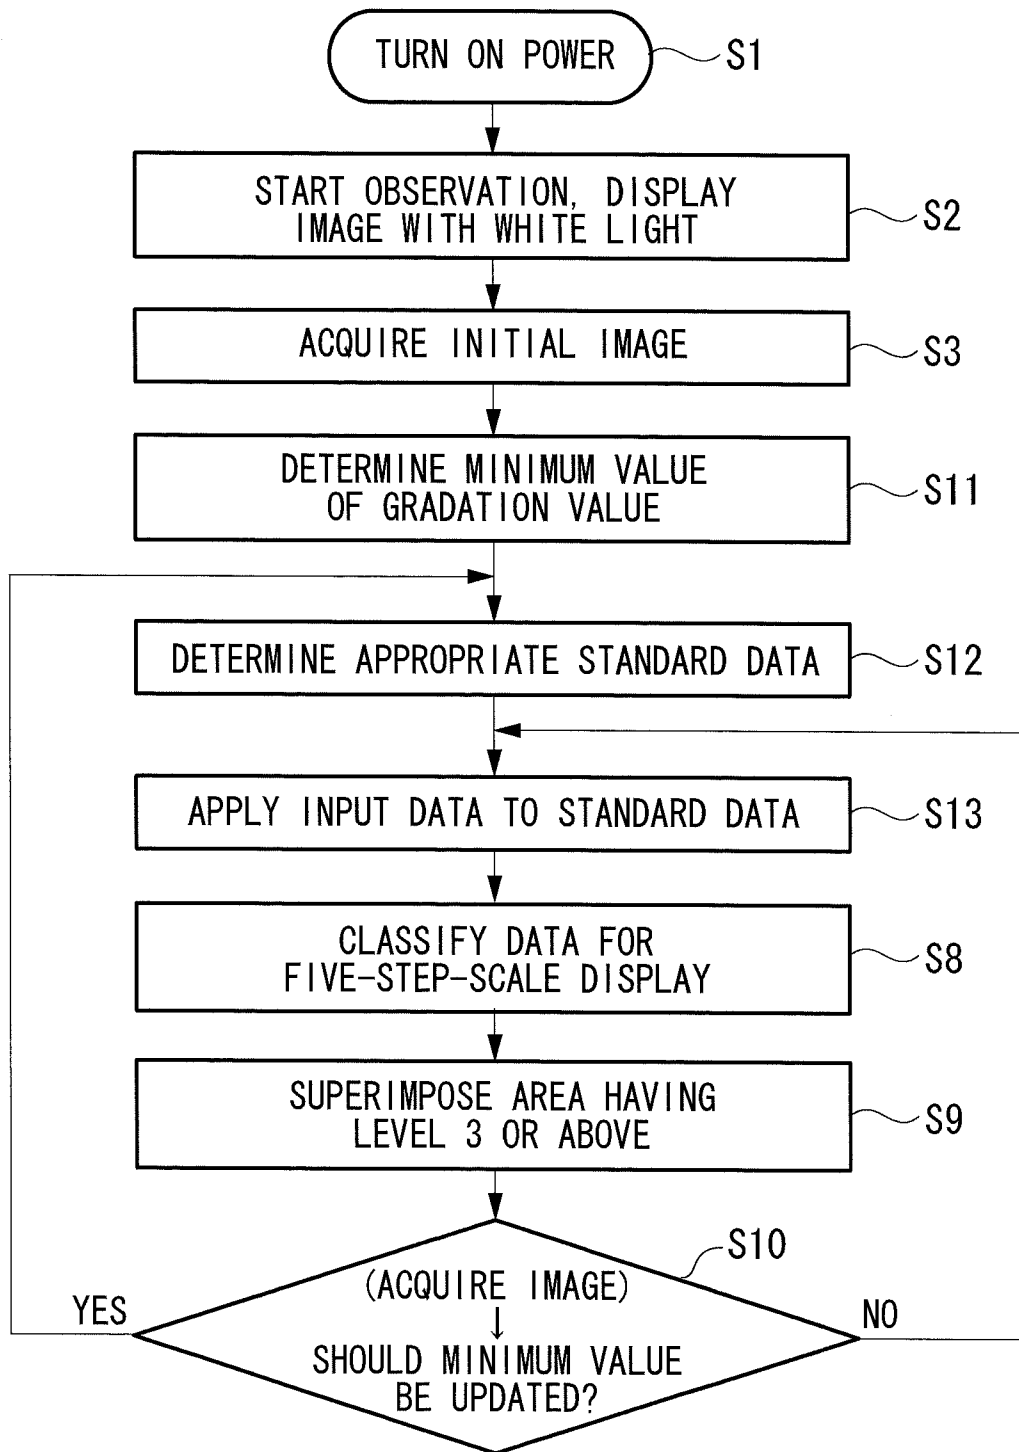 TURN ON POWER
S1
START OBSERVATION, DISPLAY
IMAGE WITH WHITE LIGHT
S2
ACQUIRE INITIAL IMAGE
S3
DETERMINE MINIMUM VALUE
OF GRADATION VALUE
S11
DETERMINE APPROPRIATE STANDARD DATA
S12
APPLY INPUT DATA TO STANDARD DATA
S13
CLASSIFY DATA FOR
FIVE-STEP-SCALE DISPLAY
S8
SUPERIMPOSE AREA HAVING
LEVEL 3 OR ABOVE
S9
S10
(ACQUIRE IMAGE)
↓
YES
NO
SHOULD MINIMUM VALUE
BE UPDATED?